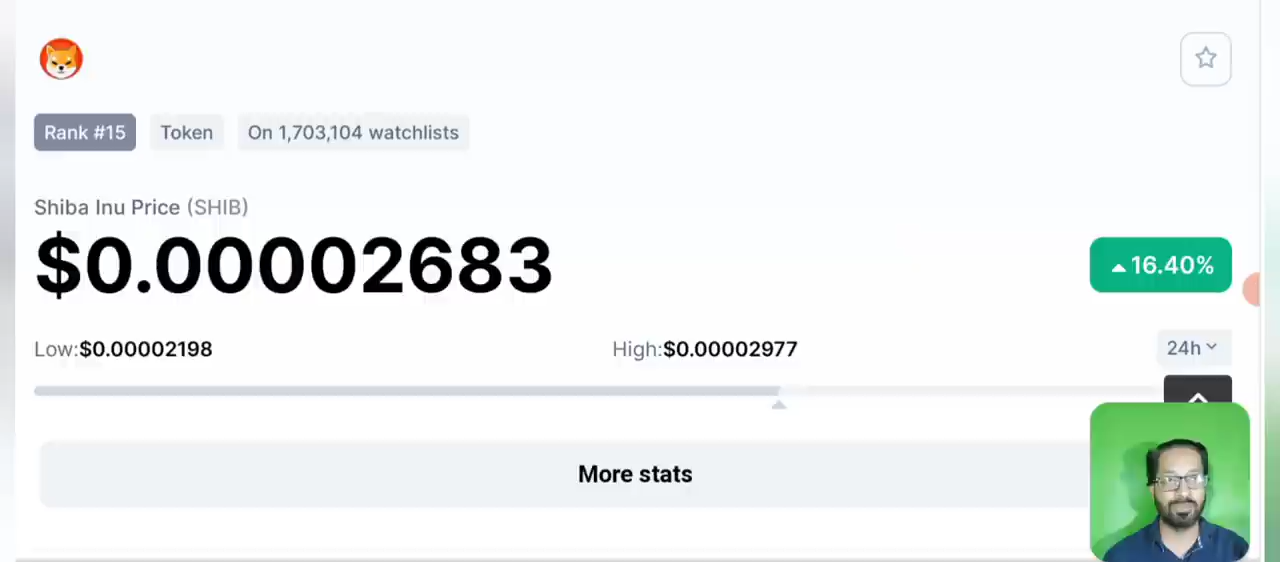 Rank #15 Token On 1,703,104 watchlists
Shiba Inu Price (SHIB)
$0.00002683 16.40%
Low:$0.00002198 High:$0.00002977 24h
More stats